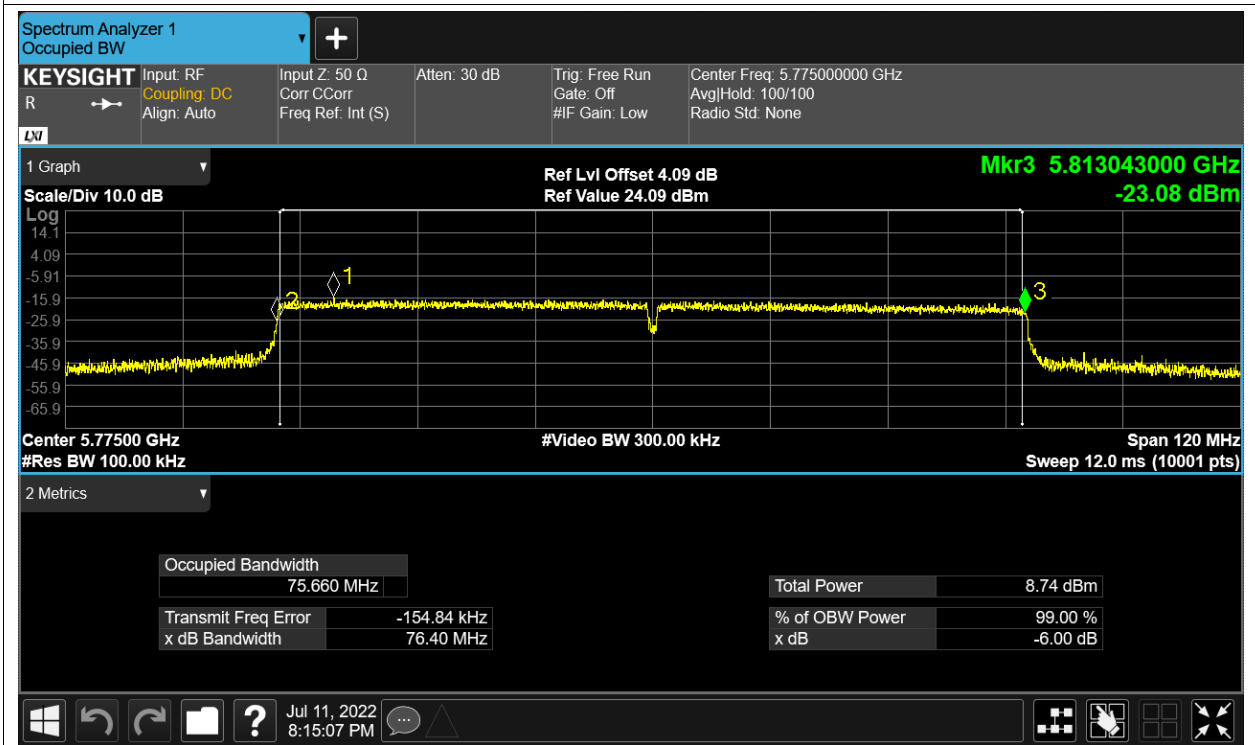 Spectrum Analyzer 1
Occupied BW
KEYSIGHT
R
LXI
Input: RF
Coupling: DC
Align: Auto
Input Z: 50 Ω
Corr CCorr
Freq Ref: Int (S)
Atten: 30 dB
Trig: Free Run
Gate: Off
#IF Gain: Low
Center Freq: 5.775000000 GHz
Avg|Hold: 100/100
Radio Std: None
1 Graph
Scale/Div 10.0 dB
Ref Lvl Offset 4.09 dB
Ref Value 24.09 dBm
Mkr3 5.813043000 GHz
-23.08 dBm
Log
14.1
4.09
-5.91
-15.9
-25.9
-35.9
-45.9
-55.9
-65.9
1
2
3
Center 5.77500 GHz
#Video BW 300.00 kHz
Span 120 MHz
#Res BW 100.00 kHz
Sweep 12.0 ms (10001 pts)
2 Metrics
Occupied Bandwidth
75.660 MHz
Transmit Freq Error -154.84 kHz
x dB Bandwidth 76.40 MHz
Total Power 8.74 dBm
% of OBW Power 99.00 %
x dB -6.00 dB
Jul 11, 2022
8:15:07 PM